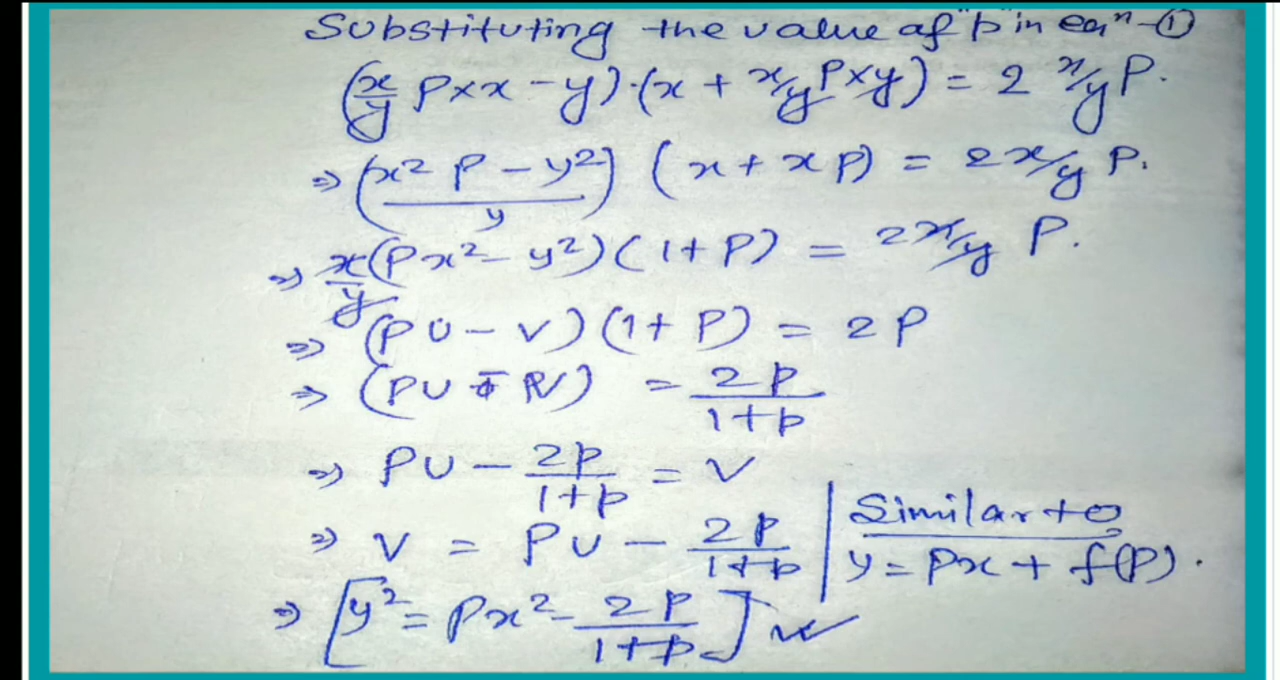 Substituting the value of "p" in eqn - ①
(x/y P×x - y)·(x + x/y P×y) = 2 x/y P.
⇒ (x² P - y²)/y (x + x P) = 2x/y P.
⇒ x/y (Px² - y²)(1 + P) = 2x/y P.
⇒ (PU - V)(1 + P) = 2P
⇒ (PU - V) = 2P/1+p
⇒ PU - 2P/1+p = V
⇒ V = PU - 2P/1+p | Similar to
y = Px + f(P).
⇒ [y² = Px² - 2P/1+p]